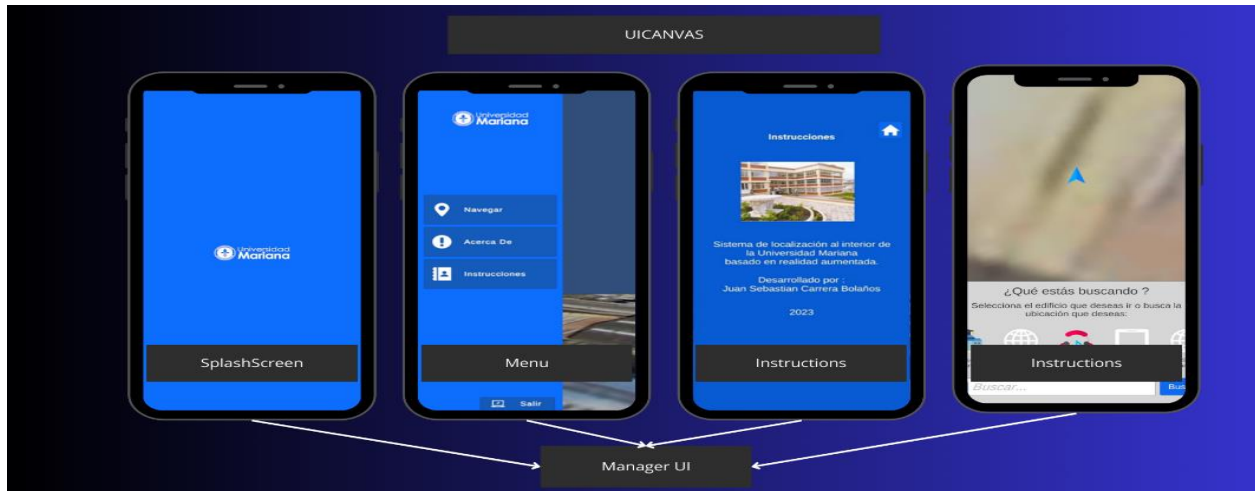 UICANVAS
Universidad
Mariana
SplashScreen
Universidad
Mariana
Navegar
Acerca De
Instrucciones
Menu
Salir
Instrucciones
Sistema de localización al interior de
la Universidad Mariana
basado en realidad aumentada.
Desarrollado por :
Juan Sebastian Carrera Bolaños
2023
Instructions
¿Qué estás buscando ?
Selecciona el edificio que deseas ir o busca la
ubicación que deseas:
Instructions
Buscar...
Bus
Manager UI